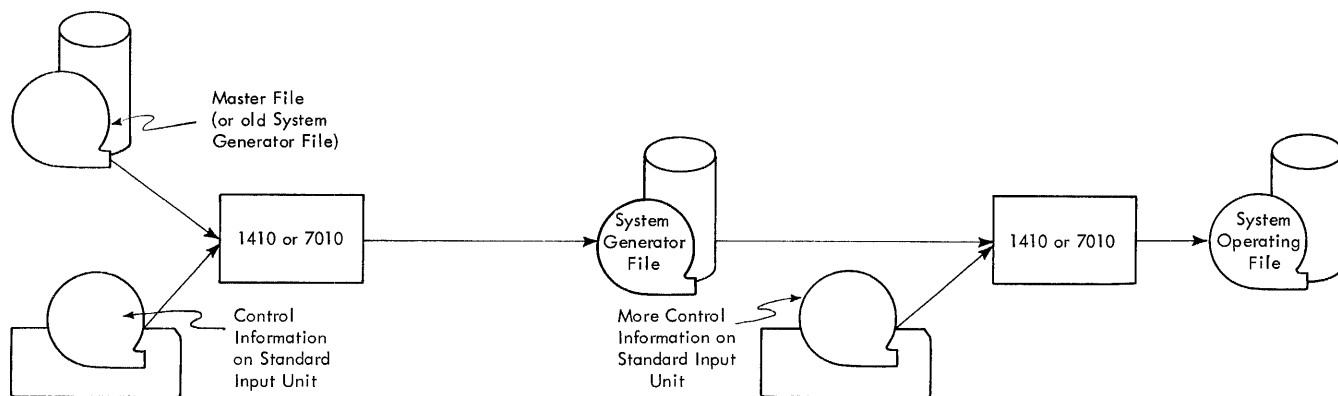 Master File
(or old System
Generator File)
1410 or 7010
Control
Information
on Standard
Input Unit
System
Generator
File
More Control
Information on
Standard Input
Unit
1410 or 7010
System
Operating
File